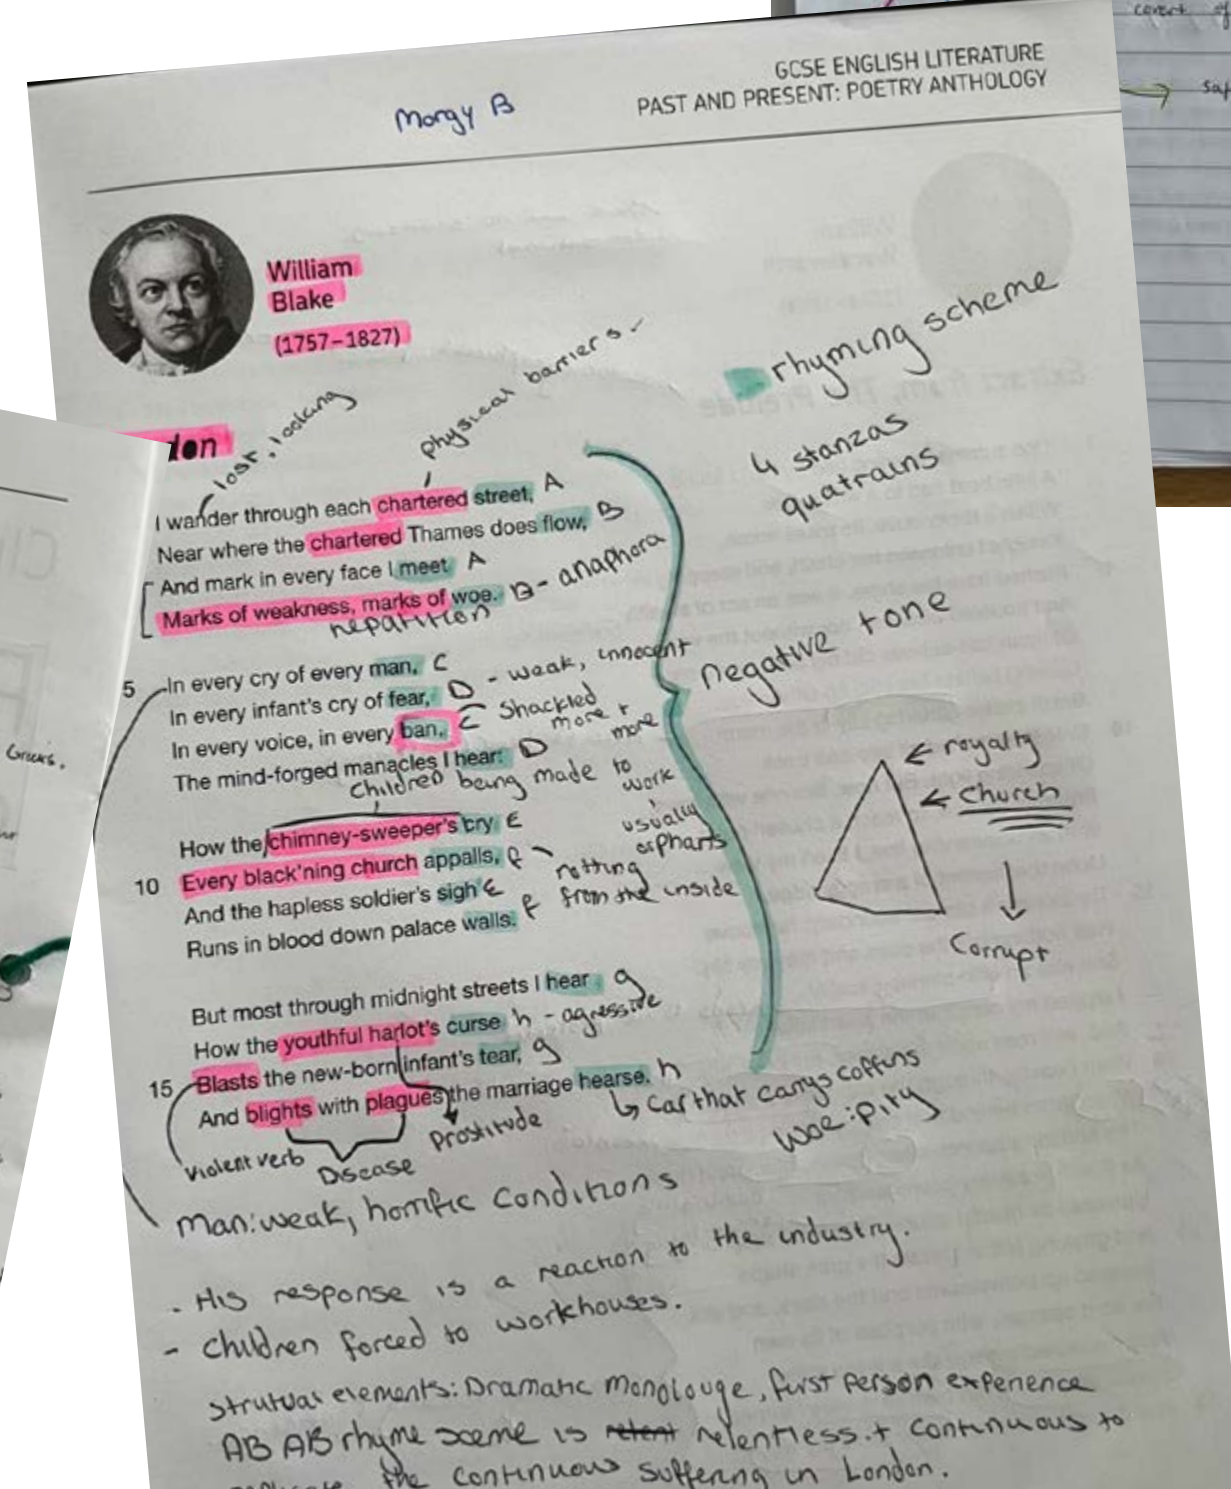 covert of
GCSE ENGLISH LITERATURE
PAST AND PRESENT: POETRY ANTHOLOGY
Morgy B
William
Blake
(1757–1827)
rhyming scheme
4 stanzas
quatrains
lost, looking
physical barriers
don
I wander through each chartered street, A
Near where the chartered Thames does flow, B
And mark in every face I meet A
Marks of weakness, marks of woe. B - anaphora
repatition
negative tone
5 In every cry of every man, C
In every infant's cry of fear, D - weak, innocent
In every voice, in every ban, C Shackled
more + more
The mind-forged manacles I hear: D
Children being made to work
usually orphans
How the chimney-sweeper's cry E
10 Every black'ning church appalls, f - rotting
from the inside
And the hapless soldier's sigh E
Runs in blood down palace walls. f
← royalty
← Church
Corrupt
But most through midnight streets I hear g
How the youthful harlot's curse h - agressive
Blasts the new-born infant's tear, g
15 And blights with plagues the marriage hearse. h
car that carrys coffins
woe: pity
Prostitude
Violent verb
Disease
Man: weak, horrific conditions
. His response is a reaction to the industry.
- Children forced to workhouses.
strutual elements: Dramatic Monolouge, first person experience
AB AB rhyme sceme is relentless + continuous to
the continuous suffering in London.
Greeks.